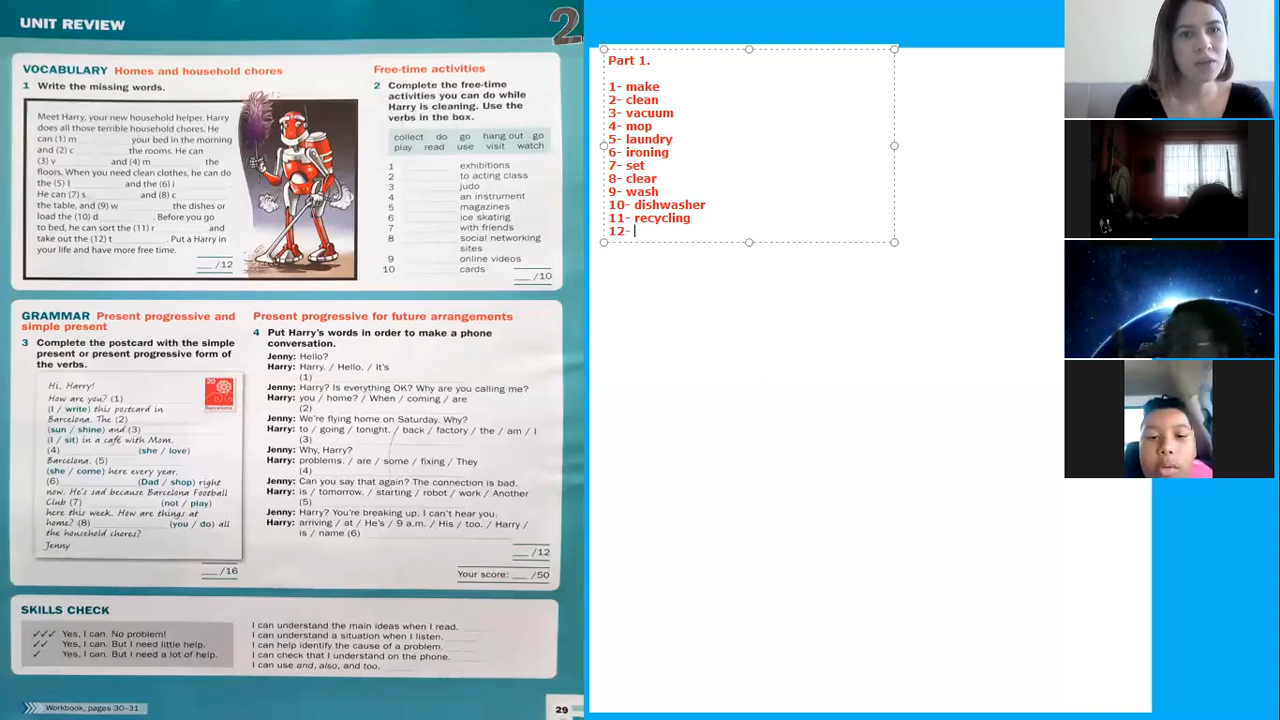 UNIT REVIEW
2
VOCABULARY Homes and household chores
1 Write the missing words.
Meet Harry, your new household helper. Harry
does all those terrible household chores. He
can (1) m your bed in the morning
and (2) c the rooms. He can
(3) v and (4) m the
floors. When you need clean clothes, he can do
the (5) l and the (6) i .
He can (7) s and (8) c
the table, and (9) w the dishes or
load the (10) d . Before you go
to bed, he can sort the (11) r and
take out the (12) t . Put a Harry in
your life and have more free time.
__ /12
Free-time activities
2 Complete the free-time
activities you can do while
Harry is cleaning. Use the
verbs in the box.
collect do go hang out go
play read use visit watch
1 exhibitions
2 to acting class
3 judo
4 an instrument
5 magazines
6 ice skating
7 with friends
8 social networking
sites
9 online videos
10 cards
__ /10
GRAMMAR Present progressive and
simple present
3 Complete the postcard with the simple
present or present progressive form of
the verbs.
Hi, Harry!
How are you? (1)
(I / write) this postcard in
Barcelona. The (2)
(sun / shine) and (3)
(I / sit) in a café with Mom.
(4) (she / love)
Barcelona. (5)
(she / come) here every year.
(6) (Dad / shop) right
now. He's sad because Barcelona Football
Club (7) (not / play)
here this week. How are things at
home? (8) (you / do) all
the household chores?
Jenny
20
Barcelona
__ /16
Present progressive for future arrangements
4 Put Harry's words in order to make a phone
conversation.
Jenny: Hello?
Harry: Harry. / Hello. / It's
(1)
Jenny: Harry? Is everything OK? Why are you calling me?
Harry: you / home? / When / coming / are
(2)
Jenny: We're flying home on Saturday. Why?
Harry: to / going / tonight. / back / factory / the / am / I
(3)
Jenny: Why, Harry?
Harry: problems. / are / some / fixing / They
(4)
Jenny: Can you say that again? The connection is bad.
Harry: is / tomorrow. / starting / robot / work / Another
(5)
Jenny: Harry? You're breaking up. I can't hear you.
Harry: arriving / at / He's / 9 a.m. / His / too. / Harry /
is / name (6)
__ /12
Your score: __ /50
SKILLS CHECK
✓✓✓ Yes, I can. No problem!
✓✓ Yes, I can. But I need little help.
✓ Yes, I can. But I need a lot of help.
I can understand the main ideas when I read.
I can understand a situation when I listen.
I can help identify the cause of a problem.
I can check that I understand on the phone.
I can use and, also, and too.
Workbook, pages 30–31
29
Part 1.
1- make
2- clean
3- vacuum
4- mop
5- laundry
6- ironing
7- set
8- clear
9- wash
10- dishwasher
11- recycling
12-